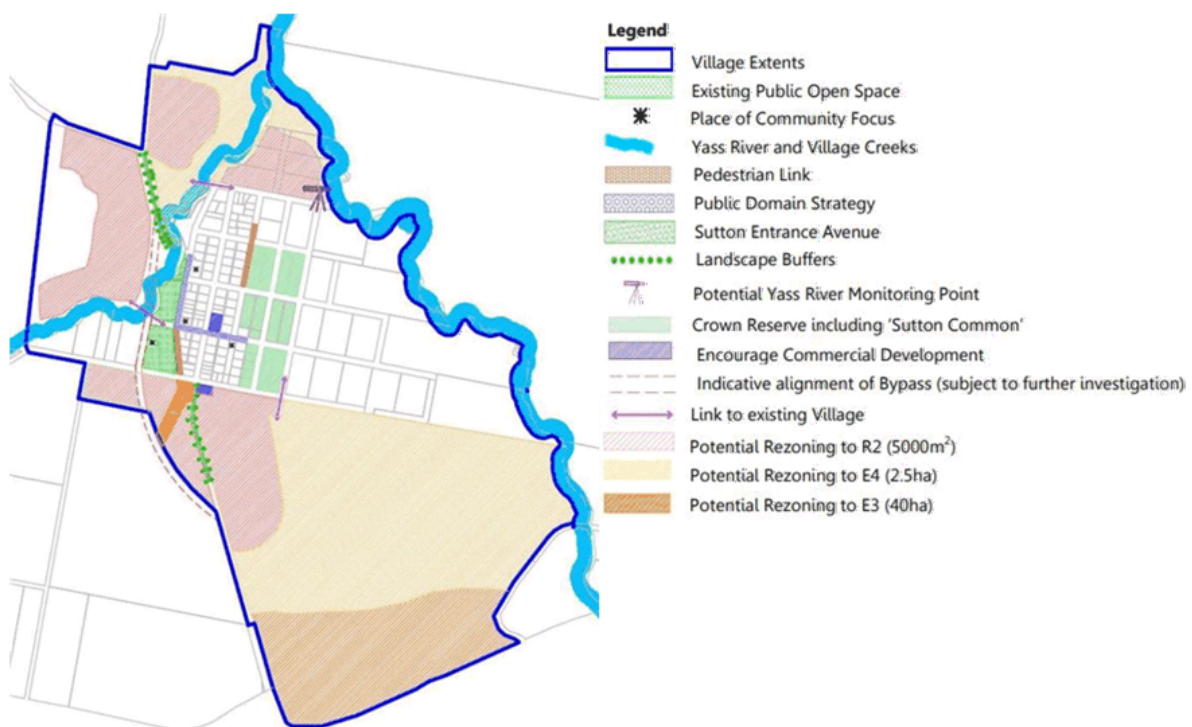 Legend
Village Extents
Existing Public Open Space
Place of Community Focus
Yass River and Village Creeks
Pedestrian Link
Public Domain Strategy
Sutton Entrance Avenue
Landscape Buffers
Potential Yass River Monitoring Point
Crown Reserve including 'Sutton Common'
Encourage Commercial Development
Indicative alignment of Bypass (subject to further investigation)
Link to existing Village
Potential Rezoning to R2 (5000m²)
Potential Rezoning to E4 (2.5ha)
Potential Rezoning to E3 (40ha)